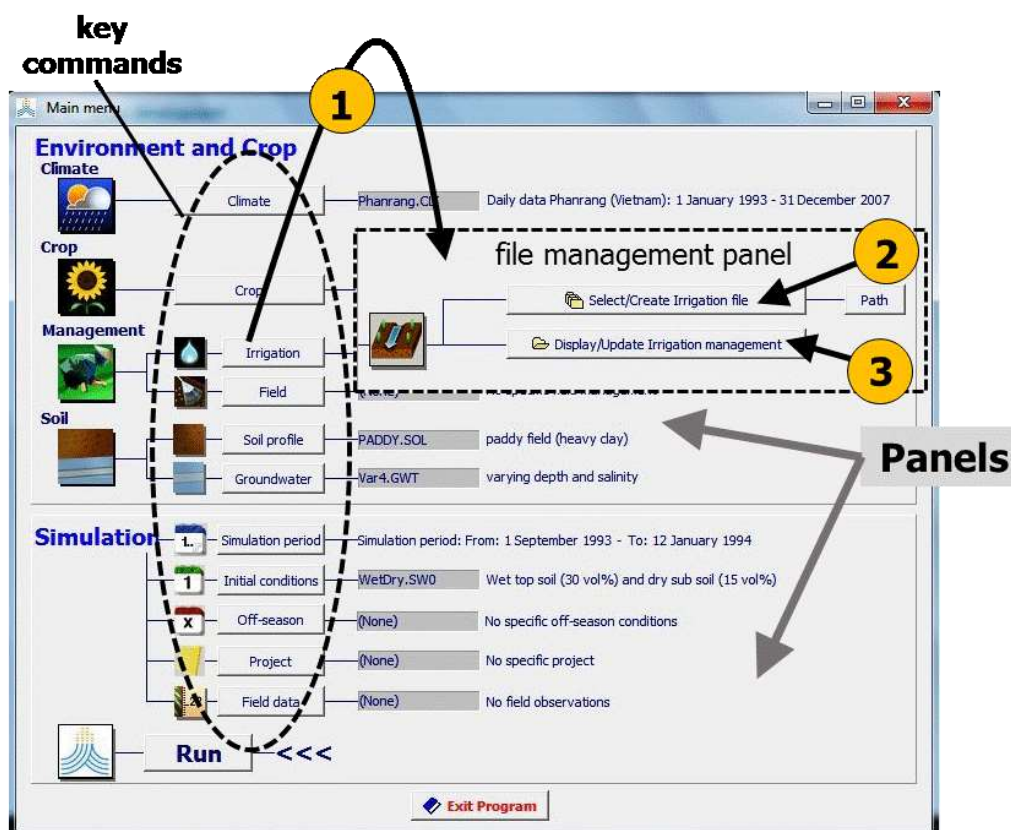 key
commands
1
Main menu
Environment and Crop
Climate
Climate
Phanrang.CLI
Daily data Phanrang (Vietnam): 1 January 1993 - 31 December 2007
file management panel
2
Crop
Crop
Select/Create Irrigation file
Path
Management
Irrigation
Display/Update Irrigation management
3
Field
(None)
Soil
Soil profile
PADDY.SOL
paddy field (heavy clay)
Panels
Groundwater
Var4.GWT
varying depth and salinity
Simulation
1..
Simulation period
Simulation period: From: 1 September 1993 - To: 12 January 1994
1
Initial conditions
WetDry.SW0
Wet top soil (30 vol%) and dry sub soil (15 vol%)
X
Off-season
(None)
No specific off-season conditions
Project
(None)
No specific project
Field data
(None)
No field observations
Run
<<<
Exit Program